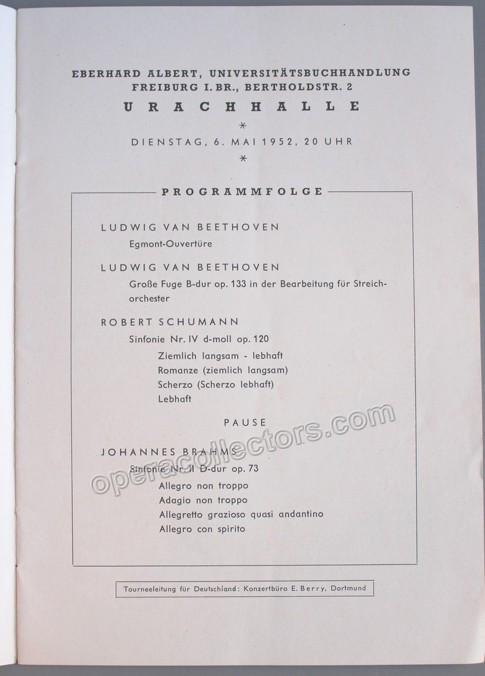 EBERHARD ALBERT, UNIVERSITÄTSBUCHHANDLUNG
FREIBURG I. BR., BERTHOLDSTR. 2
URACHHALLE
*
DIENSTAG, 6. MAI 1952, 20 UHR
*
PROGRAMMFOLGE
LUDWIG VAN BEETHOVEN
Egmont-Ouvertüre
LUDWIG VAN BEETHOVEN
Große Fuge B-dur op. 133 in der Bearbeitung für Streich-
orchester
ROBERT SCHUMANN
Sinfonie Nr. IV d-moll op. 120
Ziemlich langsam - lebhaft
Romanze (ziemlich langsam)
Scherzo (Scherzo lebhaft)
Lebhaft
PAUSE
JOHANNES BRAHMS
Sinfonie Nr. II D-dur op. 73
Allegro non troppo
Adagio non troppo
Allegretto grazioso quasi andantino
Allegro con spirito
Tourneeleitung für Deutschland: Konzertbüro E. Berry, Dortmund
operacollectors.com